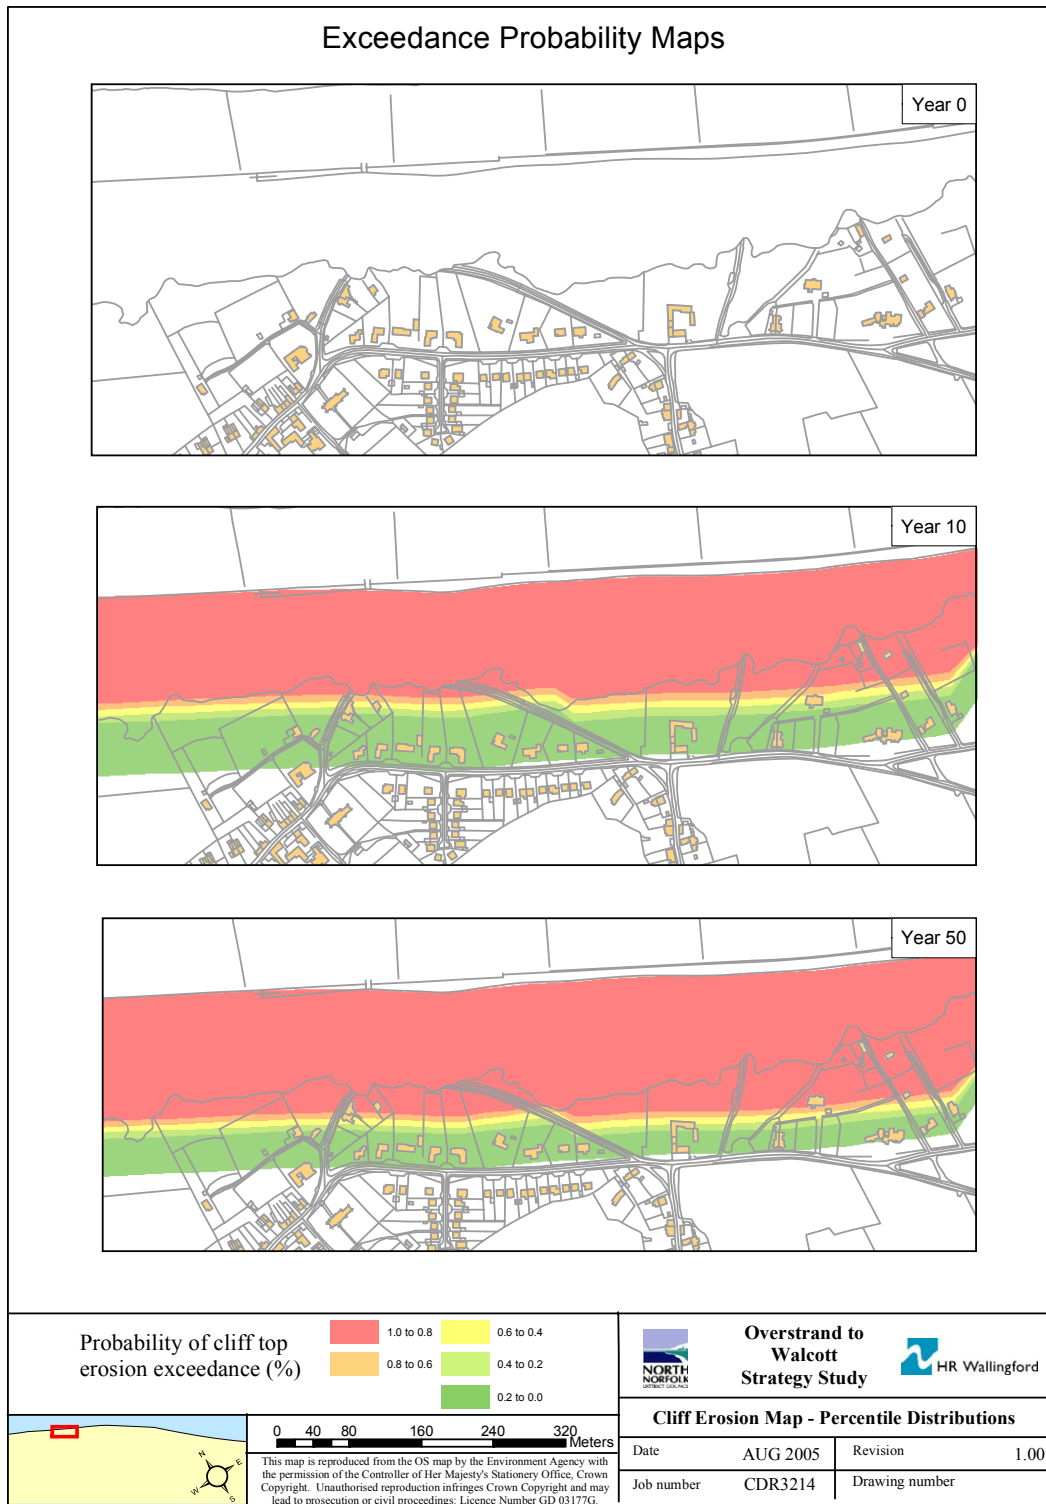 Exceedance Probability Maps
Year 0
Year 10
Year 50
Probability of cliff top
erosion exceedance (%)
1.0 to 0.8
0.8 to 0.6
0.6 to 0.4
0.4 to 0.2
0.2 to 0.0
NORTH
NORFOLK
DISTRICT COUNCIL
Overstrand to
Walcott
Strategy Study
HR Wallingford
Cliff Erosion Map - Percentile Distributions
Date AUG 2005 Revision 1.00
Job number CDR3214 Drawing number
N
E
W
S
0 40 80 160 240 320
Meters
This map is reproduced from the OS map by the Environment Agency with
the permission of the Controller of Her Majesty's Stationery Office, Crown
Copyright. Unauthorised reproduction infringes Crown Copyright and may
lead to prosecution or civil proceedings: Licence Number GD 03177G.